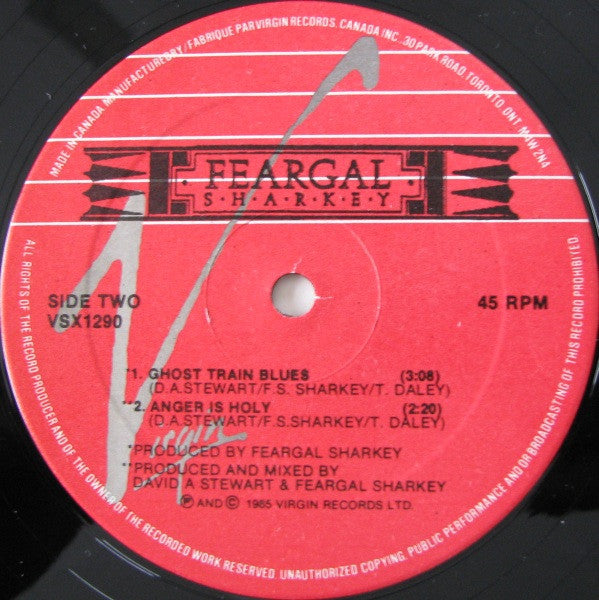 MADE IN CANADA. MANUFACTURED BY/FABRIQUE PAR VIRGIN RECORDS. CANADA INC., 30 PARK ROAD, TORONTO, ONT. M4W 2N4
FEARGAL
S·H·A·R·K·E·Y
SIDE TWO
VSX1290
45 RPM
*1. GHOST TRAIN BLUES (3:08)
(D.A.STEWART/F.S. SHARKEY/T. DALEY)
**2. ANGER IS HOLY (2:20)
(D.A.STEWART/F.S.SHARKEY/T. DALEY)
Virgin
*PRODUCED BY FEARGAL SHARKEY
**PRODUCED AND MIXED BY
DAVID A STEWART & FEARGAL SHARKEY
Ⓟ AND © 1985 VIRGIN RECORDS LTD.
ALL RIGHTS OF THE RECORD PRODUCER AND OF THE OWNER OF THE RECORDED WORK RESERVED. UNAUTHORIZED COPYING, PUBLIC PERFORMANCE AND/OR BROADCASTING OF THIS RECORD PROHIBITED.